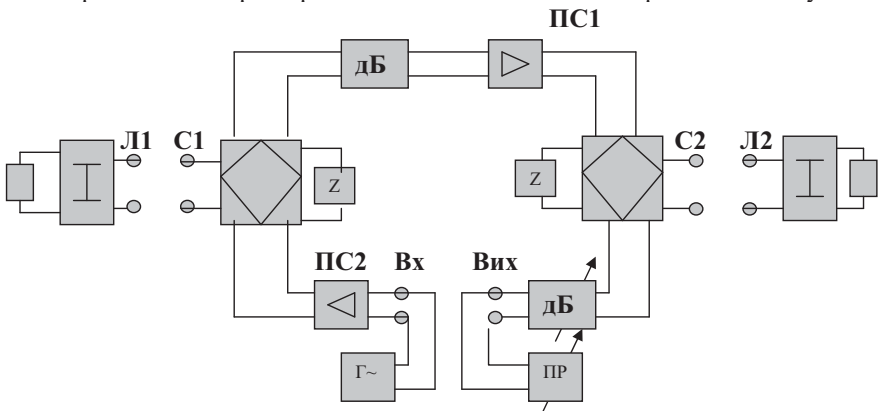 ПС1
дБ
Л1 С1
Z
Z
С2 Л2
ПС2 Вх
Вих
дБ
Г~
ПР